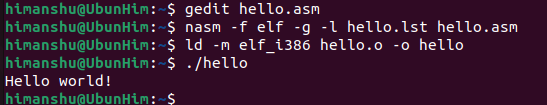 himanshu@UbunHim:~$ gedit hello.asm
himanshu@UbunHim:~$ nasm -f elf -g -l hello.lst hello.asm
himanshu@UbunHim:~$ ld -m elf_i386 hello.o -o hello
himanshu@UbunHim:~$ ./hello
Hello world!
himanshu@UbunHim:~$